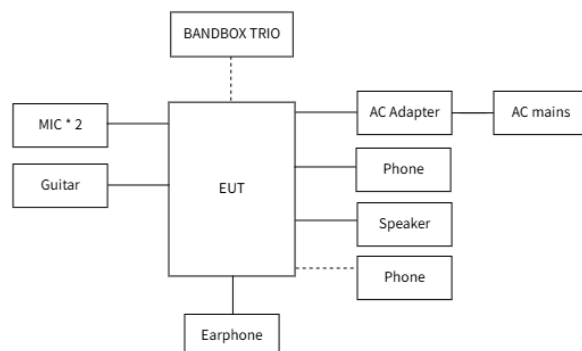 BANDBOX TRIO
MIC * 2
AC Adapter
AC mains
Guitar
EUT
Phone
Speaker
Phone
Earphone